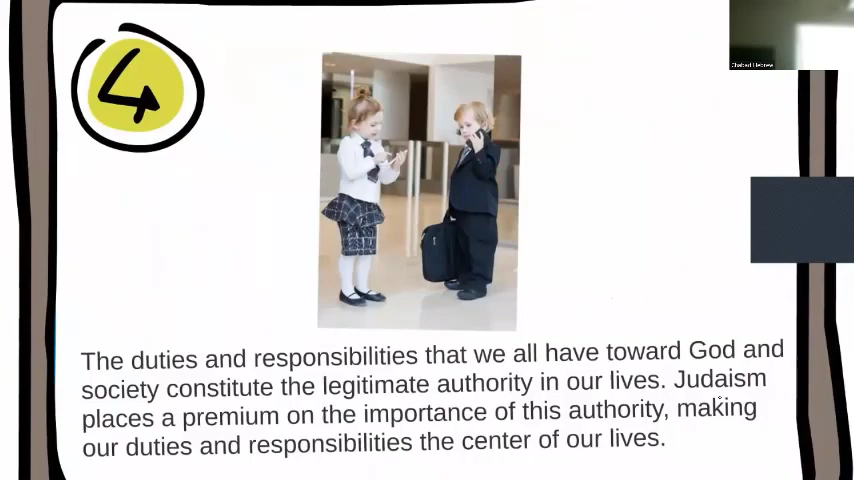 4
Chabad Hebrew
The duties and responsibilities that we all have toward God and
society constitute the legitimate authority in our lives. Judaism
places a premium on the importance of this authority, making
our duties and responsibilities the center of our lives.